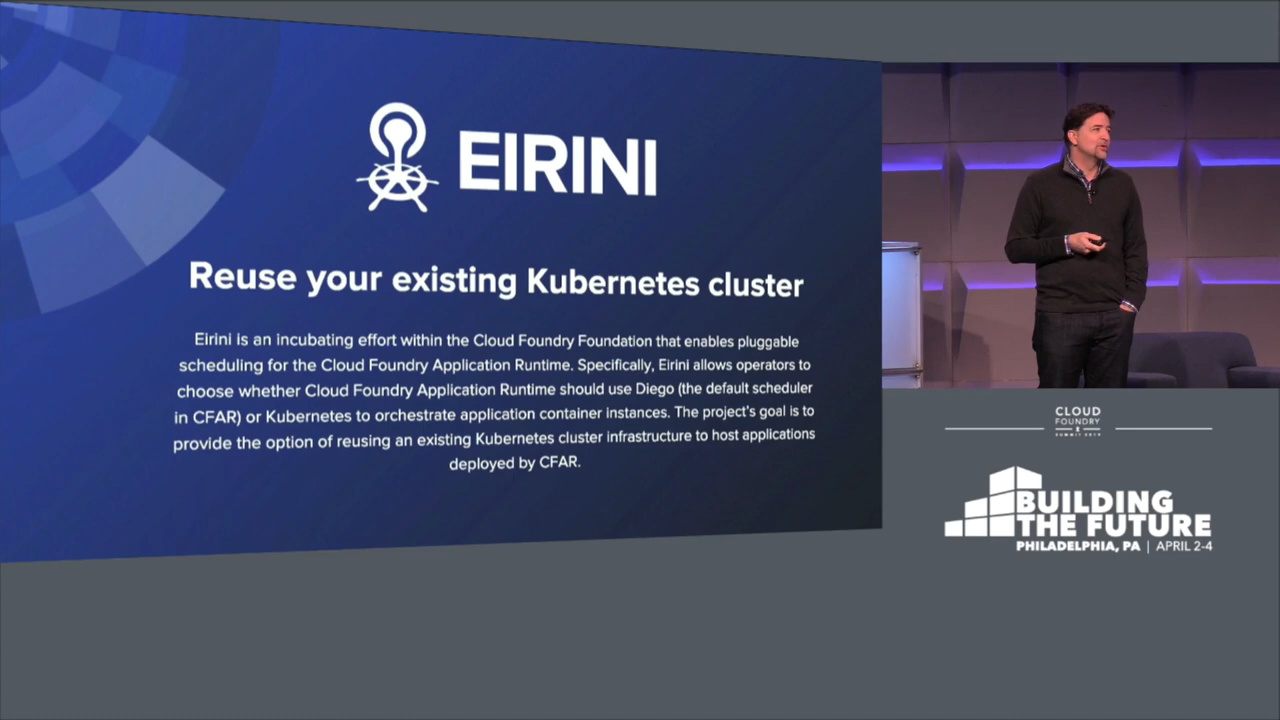 EIRINI
Reuse your existing Kubernetes cluster
Eirini is an incubating effort within the Cloud Foundry Foundation that enables pluggable
scheduling for the Cloud Foundry Application Runtime. Specifically, Eirini allows operators to
choose whether Cloud Foundry Application Runtime should use Diego (the default scheduler
in CFAR) or Kubernetes to orchestrate application container instances. The project's goal is to
provide the option of reusing an existing Kubernetes cluster infrastructure to host applications
deployed by CFAR.
CLOUD
FOUNDRY
SUMMIT 2019
BUILDING
THE FUTURE
PHILADELPHIA, PA | APRIL 2-4